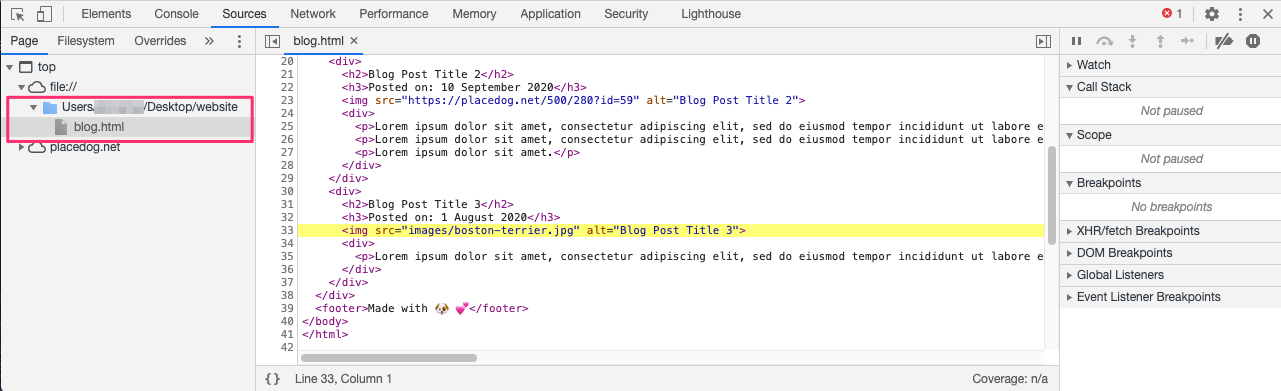 Elements Console Sources Network Performance Memory Application Security Lighthouse 1
Page Filesystem Overrides »
top
file://
Users/ /Desktop/website
blog.html
placedog.net
blog.html ×
20 <div>
21 <h2>Blog Post Title 2</h2>
22 <h3>Posted on: 10 September 2020</h3>
23 <img src="https://placedog.net/500/280?id=59" alt="Blog Post Title 2">
24 <div>
25 <p>Lorem ipsum dolor sit amet, consectetur adipiscing elit, sed do eiusmod tempor incididunt ut labore e
26 <p>Lorem ipsum dolor sit amet, consectetur adipiscing elit, sed do eiusmod tempor incididunt ut labore e
27 <p>Lorem ipsum dolor sit amet.</p>
28 </div>
29 </div>
30 <div>
31 <h2>Blog Post Title 3</h2>
32 <h3>Posted on: 1 August 2020</h3>
33 <img src="images/boston-terrier.jpg" alt="Blog Post Title 3">
34 <div>
35 <p>Lorem ipsum dolor sit amet, consectetur adipiscing elit, sed do eiusmod tempor incididunt ut labore e
36 </div>
37 </div>
38 </div>
39 <footer>Made with 🐶 💕</footer>
40 </body>
41 </html>
42
{} Line 33, Column 1 Coverage: n/a
Watch
Call Stack
Not paused
Scope
Not paused
Breakpoints
No breakpoints
XHR/fetch Breakpoints
DOM Breakpoints
Global Listeners
Event Listener Breakpoints